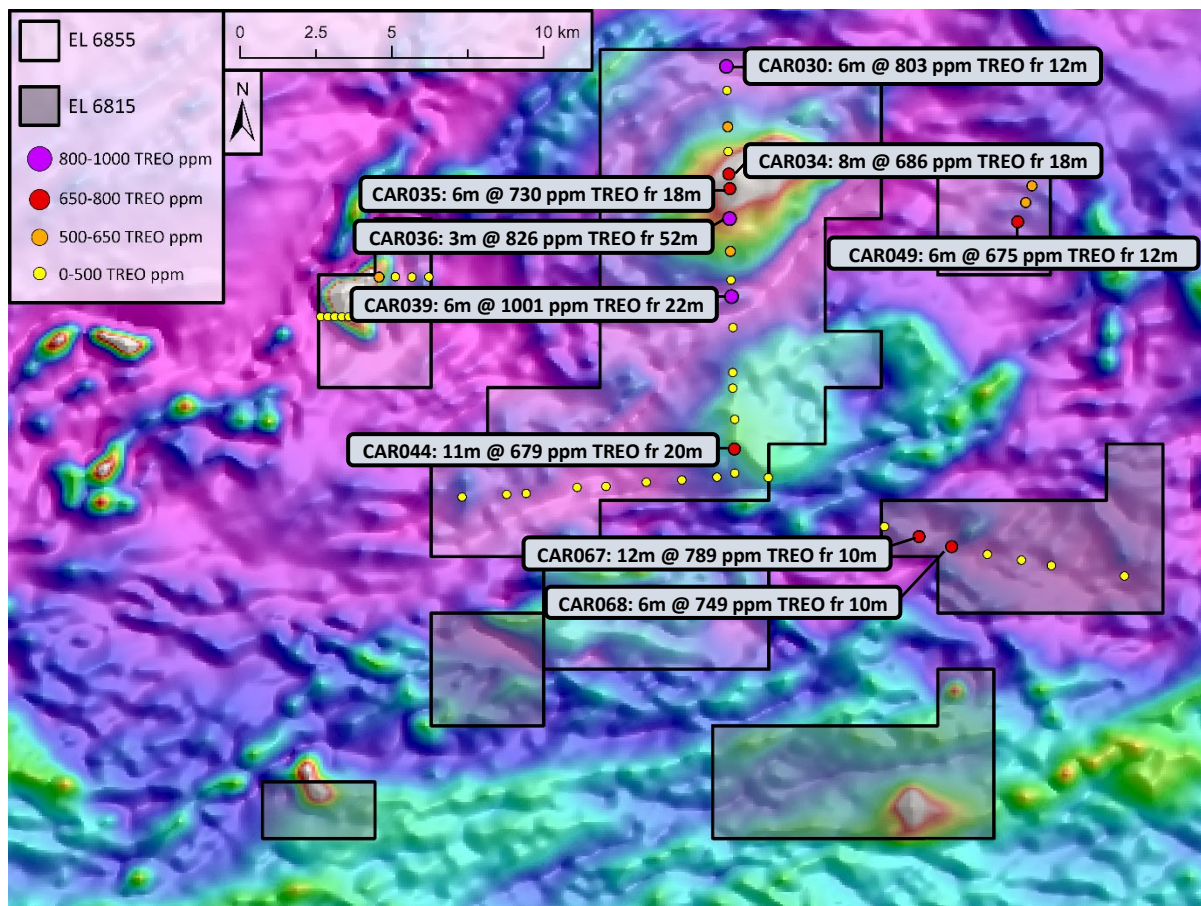 EL 6855
EL 6815
800-1000 TREO ppm
650-800 TREO ppm
500-650 TREO ppm
0-500 TREO ppm
0 2.5 5 10 km
N
CAR030: 6m @ 803 ppm TREO fr 12m
CAR034: 8m @ 686 ppm TREO fr 18m
CAR035: 6m @ 730 ppm TREO fr 18m
CAR036: 3m @ 826 ppm TREO fr 52m
CAR049: 6m @ 675 ppm TREO fr 12m
CAR039: 6m @ 1001 ppm TREO fr 22m
CAR044: 11m @ 679 ppm TREO fr 20m
CAR067: 12m @ 789 ppm TREO fr 10m
CAR068: 6m @ 749 ppm TREO fr 10m